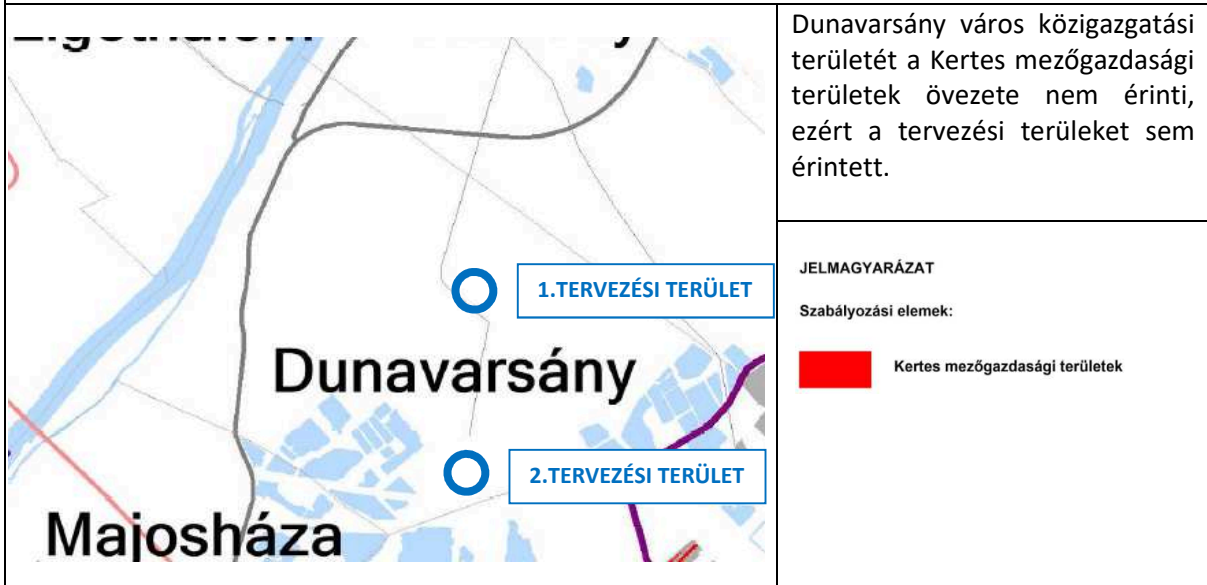 Dunavarsány város közigazgatási
területét a Kertes mezőgazdasági
területek övezete nem érinti,
ezért a tervezési terüleket sem
érintett.
1.TERVEZÉSI TERÜLET
Dunavarsány
2.TERVEZÉSI TERÜLET
Majosháza
JELMAGYARÁZAT
Szabályozási elemek:
Kertes mezőgazdasági területek